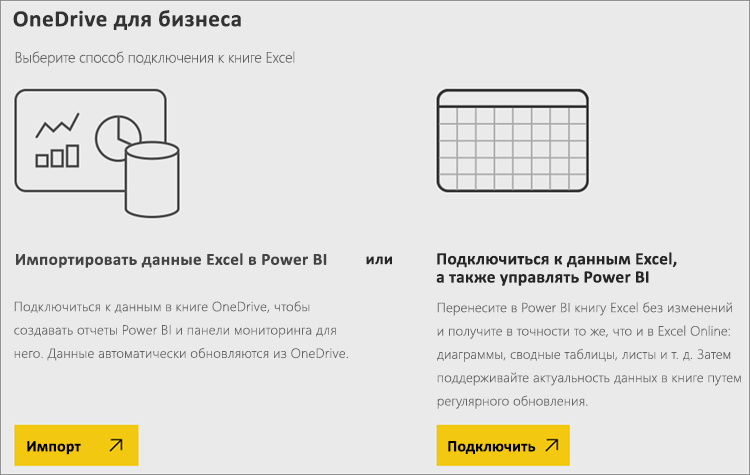 OneDrive для бизнеса
Выберите способ подключения к книге Excel
Импортировать данные Excel в Power BI
или
Подключиться к данным Excel,
а также управлять Power BI
Подключиться к данным в книге OneDrive, чтобы
создавать отчеты Power BI и панели мониторинга для
него. Данные автоматически обновляются из OneDrive.
Перенесите в Power BI книгу Excel без изменений
и получите в точности то же, что и в Excel Online:
диаграммы, сводные таблицы, листы и т. д. Затем
поддерживайте актуальность данных в книге путем
регулярного обновления.
Импорт
Подключить